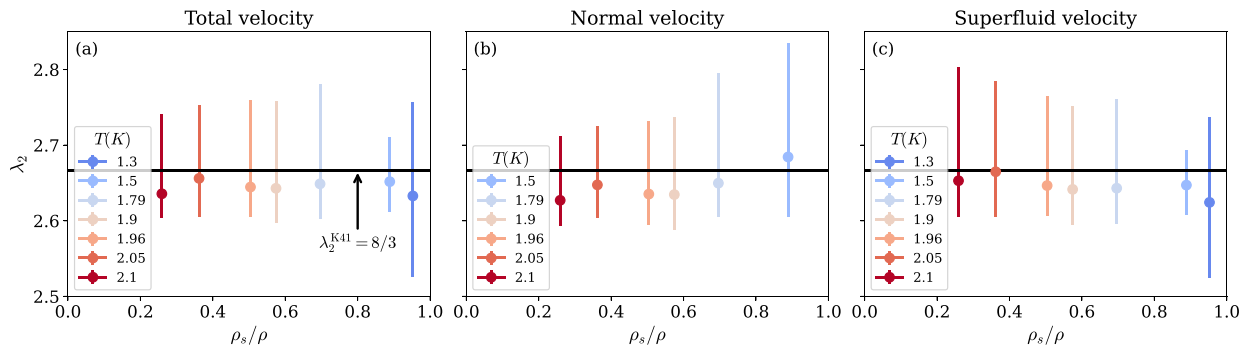 Total velocity
(a)
λ₂
2.8
2.7
2.6
2.5
T(K)
1.3
1.5
1.79
1.9
1.96
2.05
2.1
λ₂ᴷ⁴¹ = 8/3
0.0 0.2 0.4 0.6 0.8 1.0
ρₛ/ρ
Normal velocity
(b)
T(K)
1.5
1.79
1.9
1.96
2.05
2.1
0.0 0.2 0.4 0.6 0.8 1.0
ρₛ/ρ
Superfluid velocity
(c)
T(K)
1.3
1.5
1.79
1.9
1.96
2.05
2.1
0.0 0.2 0.4 0.6 0.8 1.0
ρₛ/ρ